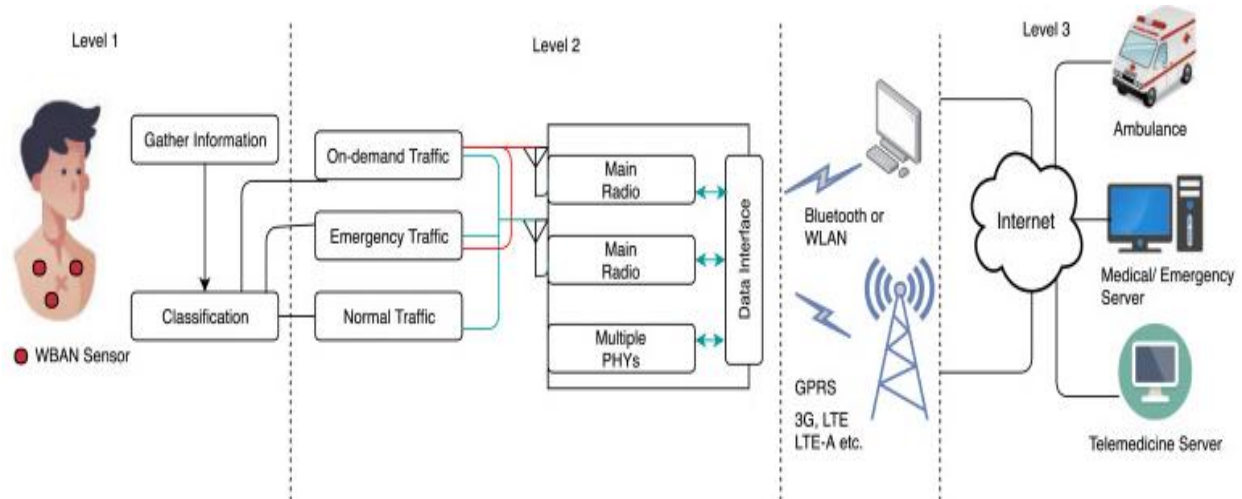 Level 1
Level 2
Level 3
Gather Information
Classification
WBAN Sensor
On-demand Traffic
Emergency Traffic
Normal Traffic
Main
Radio
Main
Radio
Multiple
PHYs
Data Interface
Bluetooth or
WLAN
GPRS
3G, LTE
LTE-A etc.
Internet
Ambulance
Medical/ Emergency
Server
Telemedicine Server